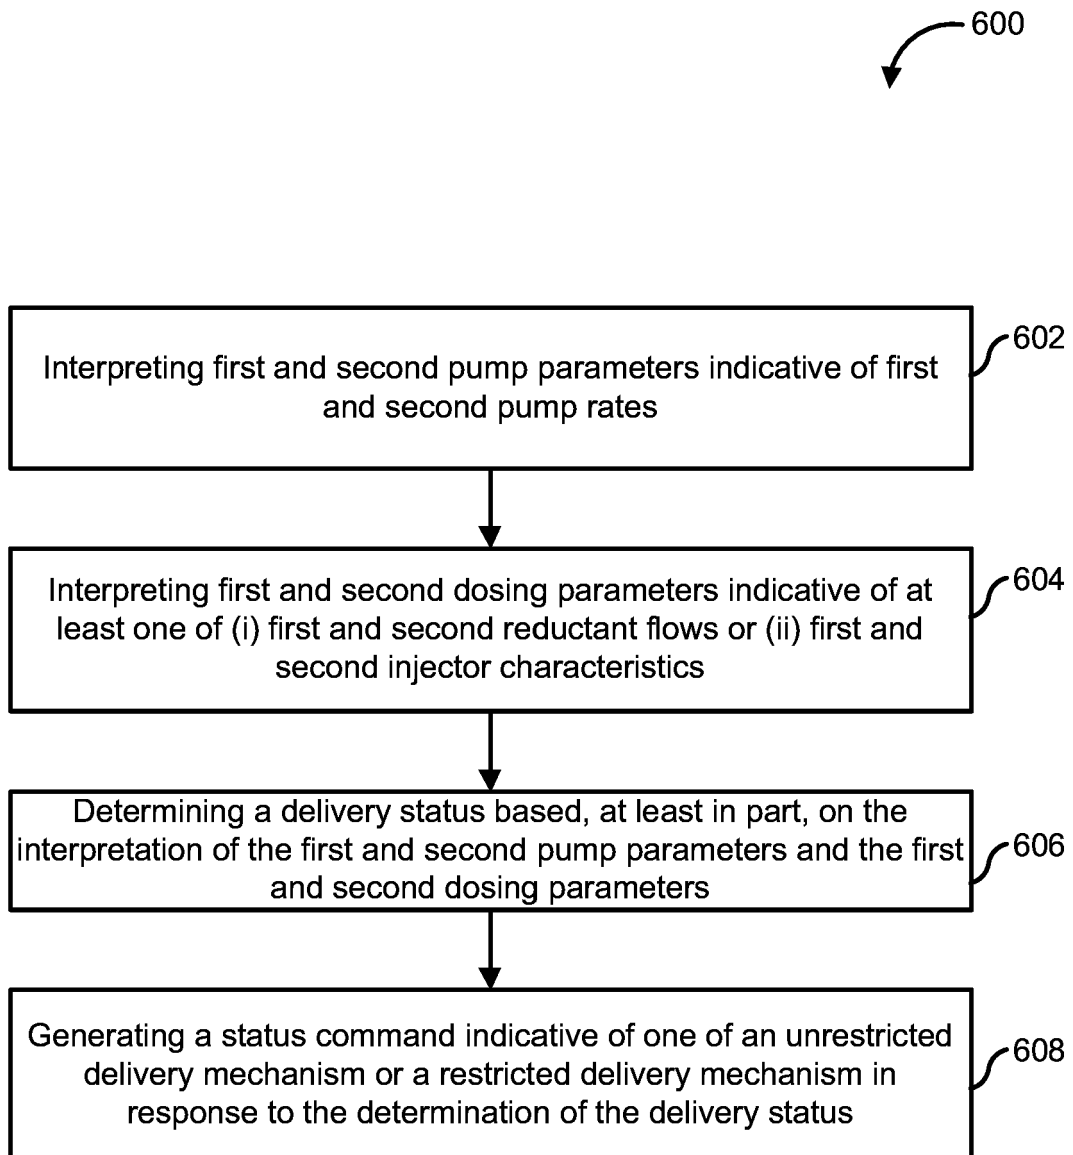 600
Interpreting first and second pump parameters indicative of first
and second pump rates
602
Interpreting first and second dosing parameters indicative of at
least one of (i) first and second reductant flows or (ii) first and
second injector characteristics
604
Determining a delivery status based, at least in part, on the
interpretation of the first and second pump parameters and the first
and second dosing parameters
606
Generating a status command indicative of one of an unrestricted
delivery mechanism or a restricted delivery mechanism in
response to the determination of the delivery status
608